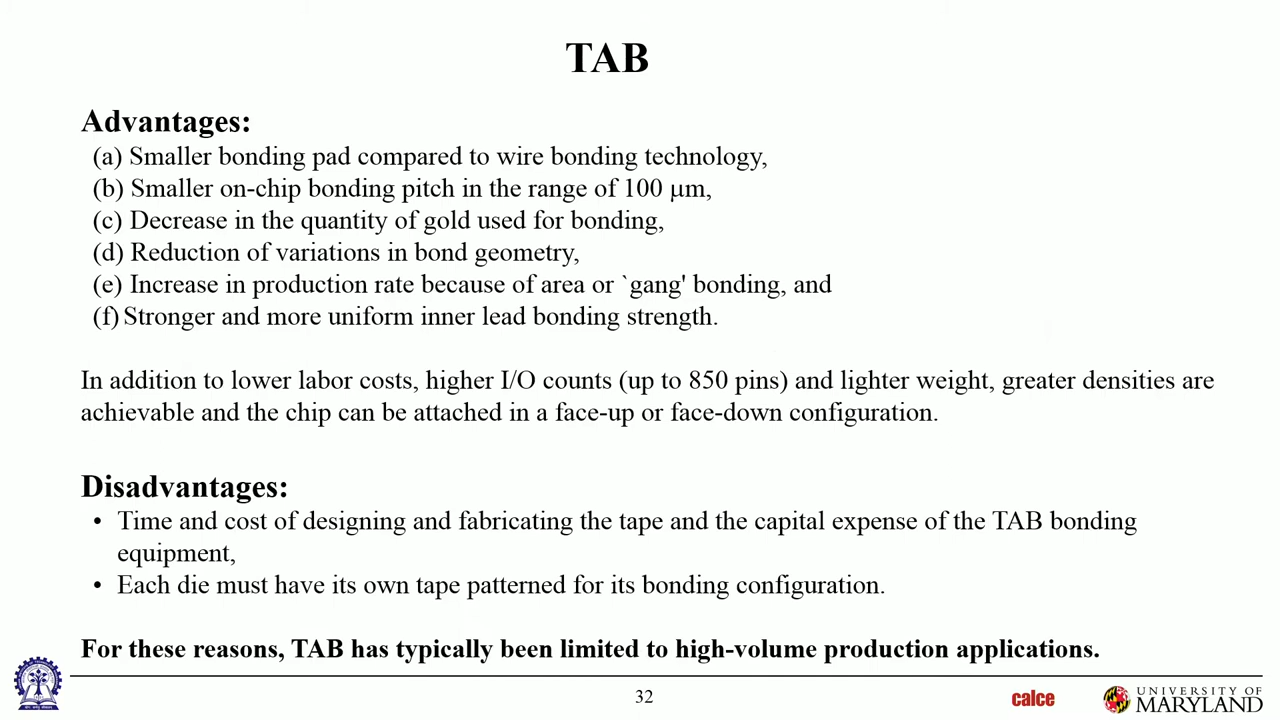 TAB
Advantages:
(a) Smaller bonding pad compared to wire bonding technology,
(b) Smaller on-chip bonding pitch in the range of 100 μm,
(c) Decrease in the quantity of gold used for bonding,
(d) Reduction of variations in bond geometry,
(e) Increase in production rate because of area or `gang' bonding, and
(f) Stronger and more uniform inner lead bonding strength.
In addition to lower labor costs, higher I/O counts (up to 850 pins) and lighter weight, greater densities are
achievable and the chip can be attached in a face-up or face-down configuration.
Disadvantages:
• Time and cost of designing and fabricating the tape and the capital expense of the TAB bonding
equipment,
• Each die must have its own tape patterned for its bonding configuration.
For these reasons, TAB has typically been limited to high-volume production applications.
32
calce
UNIVERSITY OF
MARYLAND